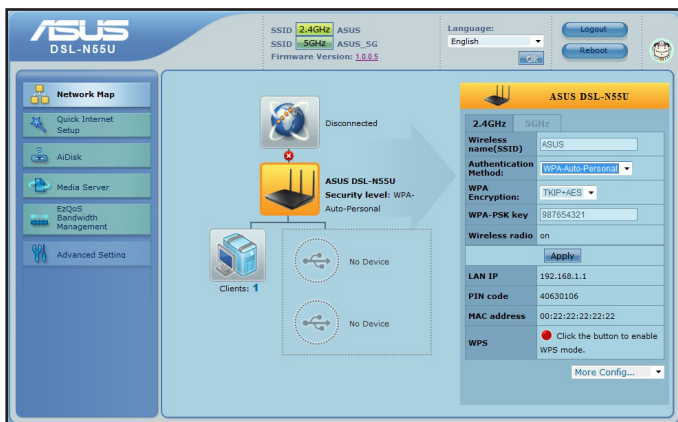 ASUS
DSL-N55U
SSID 2.4GHz ASUS
SSID 5GHz ASUS_5G
Firmware Version: 1.0.0.5
Language:
English
OK
Logout
Reboot
Network Map
Quick Internet
Setup
AiDisk
Media Server
EzQoS
Bandwidth
Management
Advanced Setting
Disconnected
ASUS DSL-N55U
Security level: WPA-
Auto-Personal
Clients: 1
No Device
No Device
ASUS DSL-N55U
2.4GHz 5GHz
Wireless
name(SSID) ASUS
Authentication
Method: WPA-Auto-Personal
WPA
Encryption: TKIP+AES
WPA-PSK key 987654321
Wireless radio on
Apply
LAN IP 192.168.1.1
PIN code 40630106
MAC address 00:22:22:22:22:22
WPS Click the button to enable
WPS mode.
More Config...